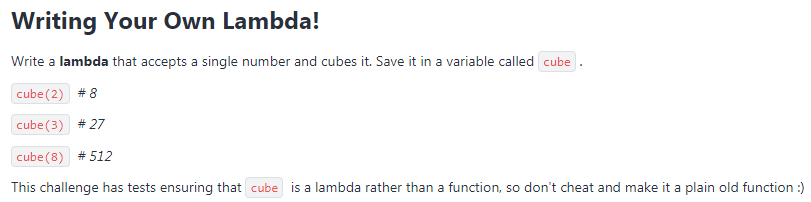 Writing Your Own Lambda!
Write a lambda that accepts a single number and cubes it. Save it in a variable called cube .
cube(2) # 8
cube(3) # 27
cube(8) # 512
This challenge has tests ensuring that cube is a lambda rather than a function, so don't cheat and make it a plain old function :)